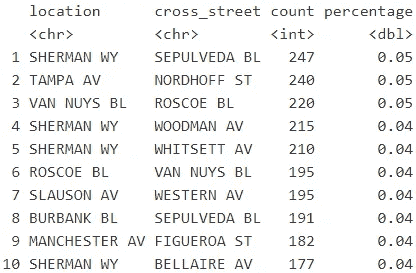 location cross_street count percentage
<chr> <chr> <int> <dbl>
1 SHERMAN WY SEPULVEDA BL 247 0.05
2 TAMPA AV NORDHOFF ST 240 0.05
3 VAN NUYS BL ROSCOE BL 220 0.05
4 SHERMAN WY WOODMAN AV 215 0.04
5 SHERMAN WY WHITSETT AV 210 0.04
6 ROSCOE BL VAN NUYS BL 195 0.04
7 SLAUSON AV WESTERN AV 195 0.04
8 BURBANK BL SEPULVEDA BL 191 0.04
9 MANCHESTER AV FIGUEROA ST 182 0.04
10 SHERMAN WY BELLAIRE AV 177 0.04